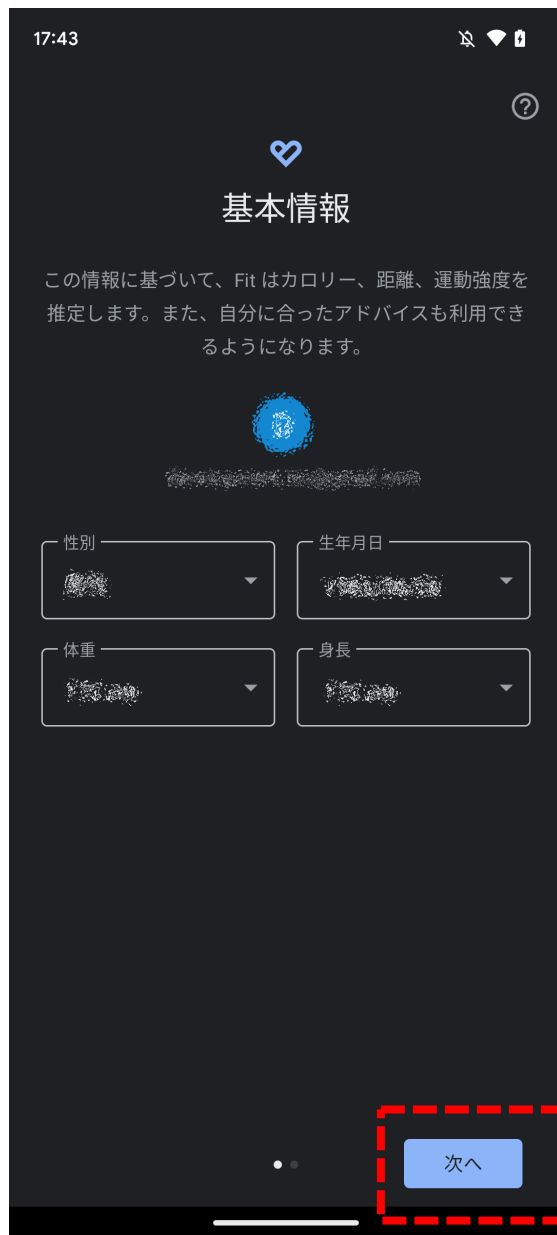 17:43
基本情報
この情報に基づいて、Fit はカロリー、距離、運動強度を
推定します。また、自分に合ったアドバイスも利用でき
るようになります。
性別
生年月日
体重
身長
次へ